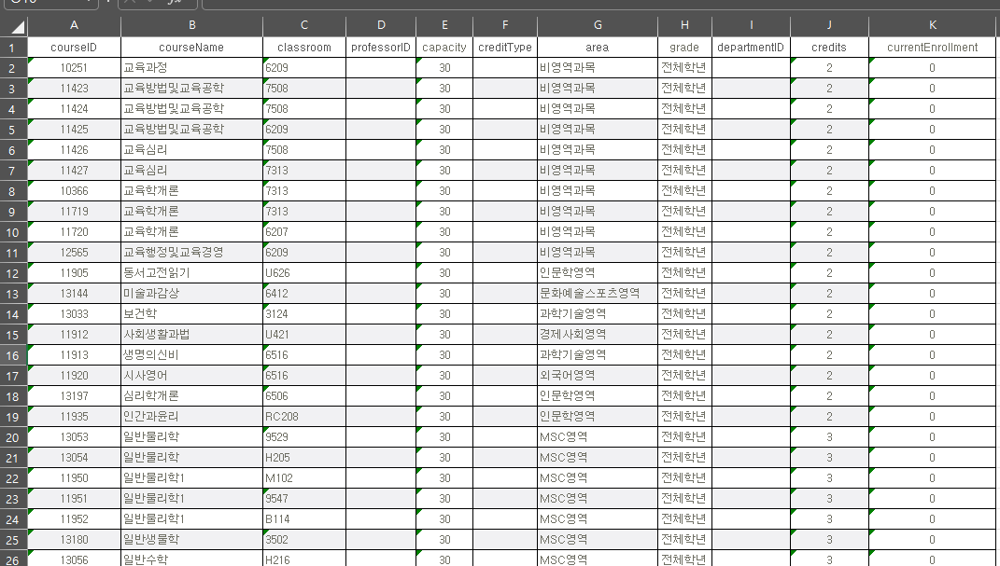 A B C D E F G H I J K
1 courseID courseName classroom professorID capacity creditType area grade departmentID credits currentEnrollment
2 10251 교육과정 6209 30 비영역과목 전체학년 2 0
3 11423 교육방법및교육공학 7508 30 비영역과목 전체학년 2 0
4 11424 교육방법및교육공학 7508 30 비영역과목 전체학년 2 0
5 11425 교육방법및교육공학 6209 30 비영역과목 전체학년 2 0
6 11426 교육심리 7508 30 비영역과목 전체학년 2 0
7 11427 교육심리 7313 30 비영역과목 전체학년 2 0
8 10366 교육학개론 7313 30 비영역과목 전체학년 2 0
9 11719 교육학개론 7313 30 비영역과목 전체학년 2 0
10 11720 교육학개론 6207 30 비영역과목 전체학년 2 0
11 12565 교육행정및교육경영 6209 30 비영역과목 전체학년 2 0
12 11905 동서고전읽기 U626 30 인문학영역 전체학년 2 0
13 13144 미술과감상 6412 30 문화예술스포츠영역 전체학년 2 0
14 13033 보건학 3124 30 과학기술영역 전체학년 2 0
15 11912 사회생활과법 U421 30 경제사회영역 전체학년 2 0
16 11913 생명의신비 6516 30 과학기술영역 전체학년 2 0
17 11920 시사영어 6516 30 외국어영역 전체학년 2 0
18 13197 심리학개론 6506 30 인문학영역 전체학년 2 0
19 11935 인간과윤리 RC208 30 인문학영역 전체학년 2 0
20 13053 일반물리학 9529 30 MSC영역 전체학년 3 0
21 13054 일반물리학 H205 30 MSC영역 전체학년 3 0
22 11950 일반물리학1 M102 30 MSC영역 전체학년 3 0
23 11951 일반물리학1 9547 30 MSC영역 전체학년 3 0
24 11952 일반물리학1 B114 30 MSC영역 전체학년 3 0
25 13180 일반생물학 3502 30 MSC영역 전체학년 3 0
26 13056 일반수학 H216 30 MSC영역 전체학년 3 0